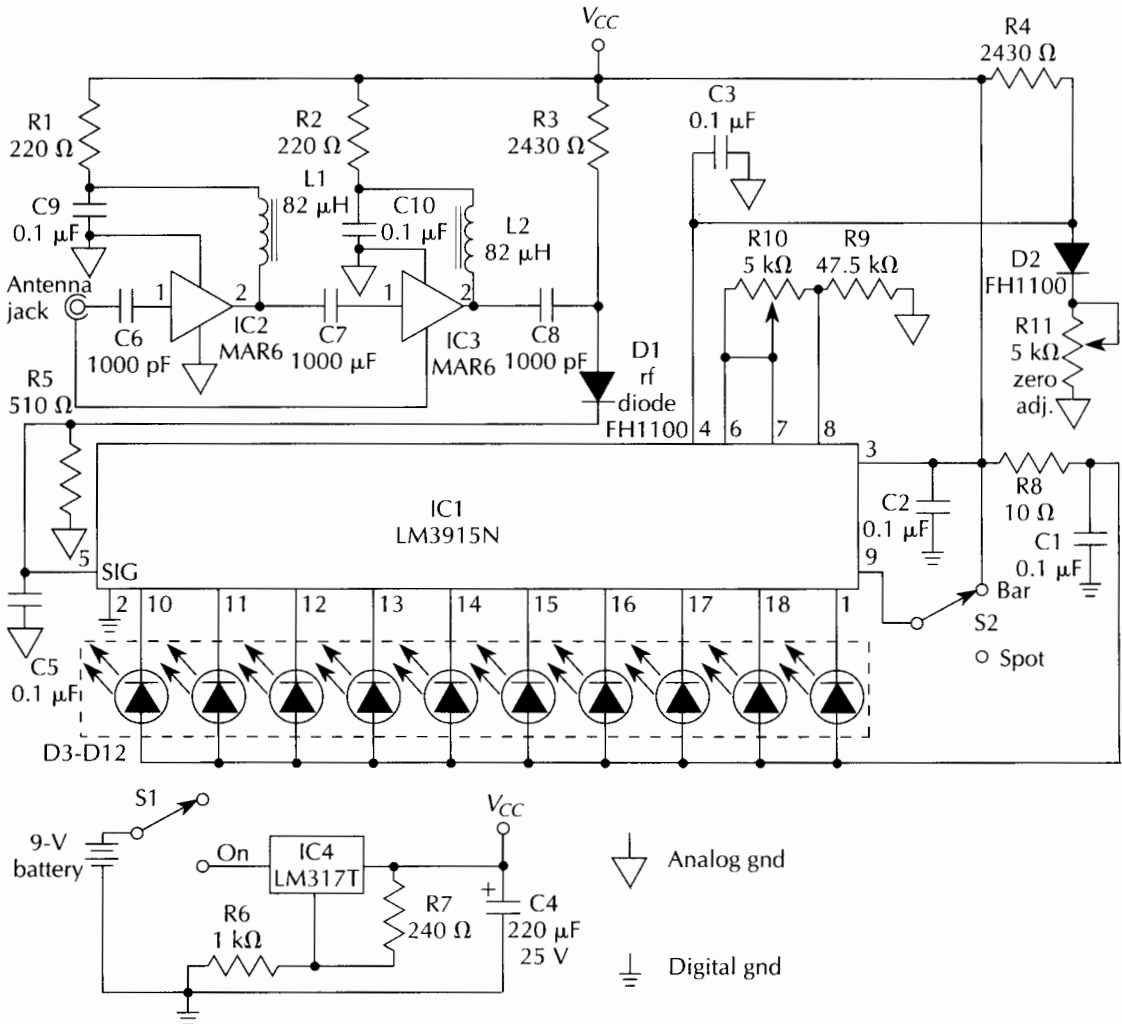 V_CC
R4
2430 Ω
R1
220 Ω
R2
220 Ω
R3
2430 Ω
C3
0.1 µF
C9
0.1 µF
L1
82 µH
C10
0.1 µF
L2
82 µH
R10
5 kΩ
R9
47.5 kΩ
D2
FH1100
Antenna
jack
1
2
1
2
C6
1000 pF
IC2
MAR6
C7
1000 µF
IC3
MAR6
C8
1000 pF
R11
5 kΩ
zero
adj.
R5
510 Ω
D1
rf
diode
FH1100
4
6
7
8
3
IC1
LM3915N
C2
0.1 µF
R8
10 Ω
C1
0.1 µF
5
SIG
9
2
10
11
12
13
14
15
16
17
18
1
Bar
S2
Spot
C5
0.1 µF
D3-D12
S1
V_CC
9-V
battery
On
IC4
LM317T
R7
240 Ω
+
C4
220 µF
25 V
R6
1 kΩ
Analog gnd
Digital gnd